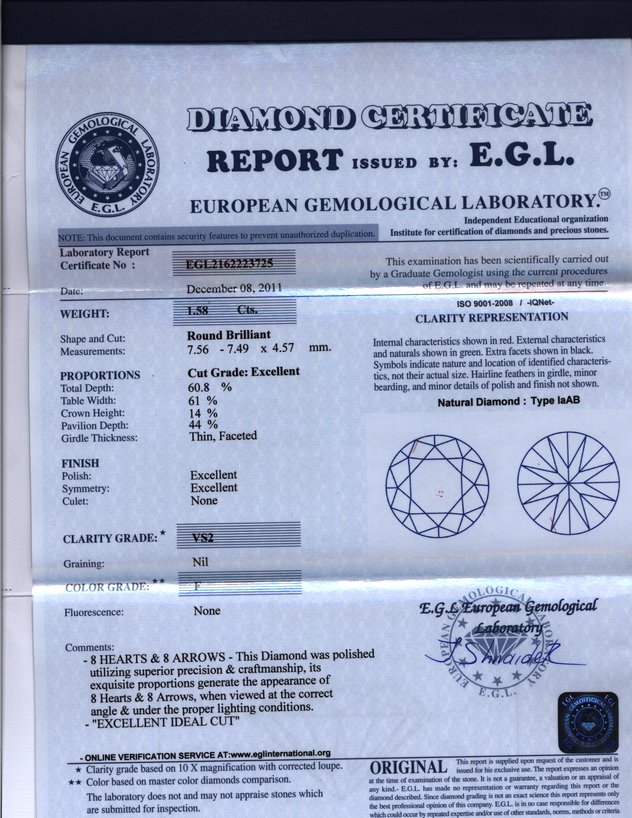 DIAMOND CERTIFICATE
REPORT ISSUED BY: E.G.L.
EUROPEAN GEMOLOGICAL LABORATORY.™
EUROPEAN GEMOLOGICAL LABORATORY
E.G.L.
Independent Educational organization
Institute for certification of diamonds and precious stones.
NOTE: This document contains security features to prevent unauthorized duplication.
Laboratory Report
Certificate No : EGL2162223725
Date: December 08, 2011
WEIGHT: 1.58 Cts.
Shape and Cut: Round Brilliant
Measurements: 7.56 - 7.49 x 4.57 mm.
PROPORTIONS Cut Grade: Excellent
Total Depth: 60.8 %
Table Width: 61 %
Crown Height: 14 %
Pavilion Depth: 44 %
Girdle Thickness: Thin, Faceted
FINISH
Polish: Excellent
Symmetry: Excellent
Culet: None
CLARITY GRADE: * VS2
Graining: Nil
COLOR GRADE: ** F
Fluorescence: None
Comments:
- 8 HEARTS & 8 ARROWS - This Diamond was polished
utilizing superior precision & craftmanship, its
exquisite proportions generate the appearance of
8 Hearts & 8 Arrows, when viewed at the correct
angle & under the proper lighting conditions.
- "EXCELLENT IDEAL CUT"
- ONLINE VERIFICATION SERVICE AT:www.eglinternational.org
★ Clarity grade based on 10 X magnification with corrected loupe.
★★ Color based on master color diamonds comparison.
The laboratory does not and may not appraise stones which
are submitted for inspection.
This examination has been scientifically carried out
by a Graduate Gemologist using the current procedures
of E.G.L. and may be repeated at any time.
ISO 9001-2008 / -IQNet-
CLARITY REPRESENTATION
Internal characteristics shown in red. External characteristics
and naturals shown in green. Extra facets shown in black.
Symbols indicate nature and location of identified characteris-
tics, not their actual size. Hairline feathers in girdle, minor
bearding, and minor details of polish and finish not shown.
Natural Diamond : Type IaAB
E.G.L European Gemological
Laboratory
E.G.L.
ORIGINAL This report is supplied upon request of the customer and is
issued for his exclusive use. The report expresses an opinion
at the time of examination of the stone. It is not a guarantee, a valuation or an appraisal of
any kind.- E.G.L. has made no representation or warranty regarding this report or the
diamond described. Since diamond grading is not an exact science this report represents only
the best professional opinion of this company. E.G.L. is in no case responsible for differences
which could occur by repeated expertise and/or use of other standards, norms, methods or criteria